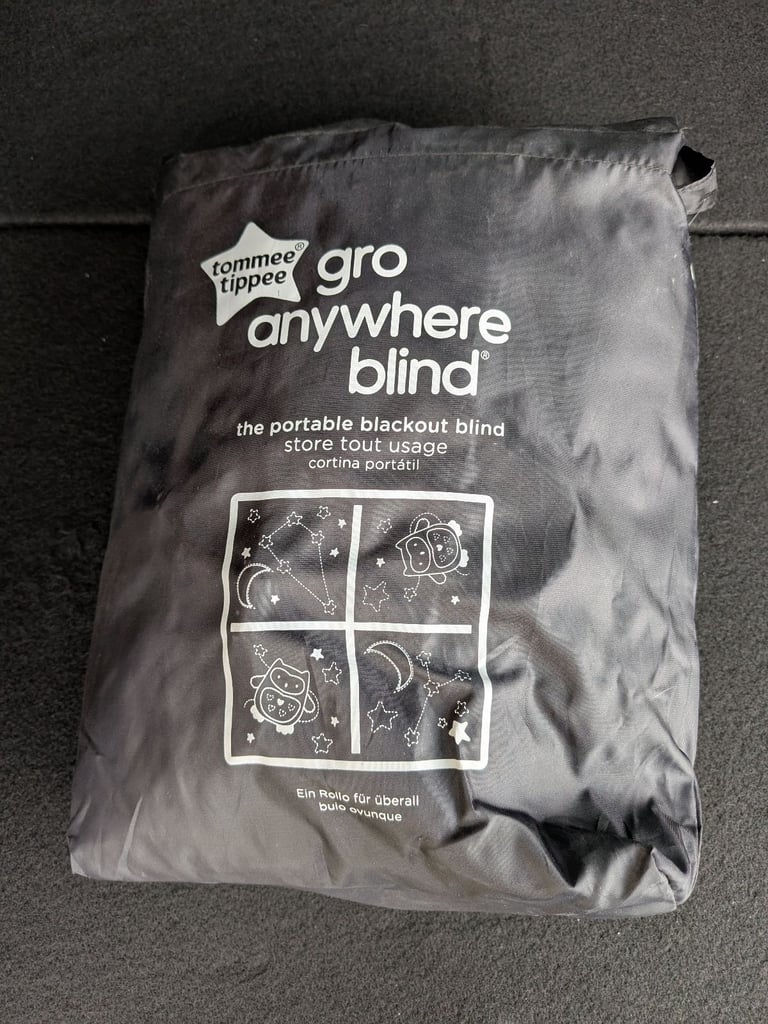 tommee®
tippee
gro
anywhere
blind®
the portable blackout blind
store tout usage
cortina portátil
Ein Rollo für überall
buio ovunque